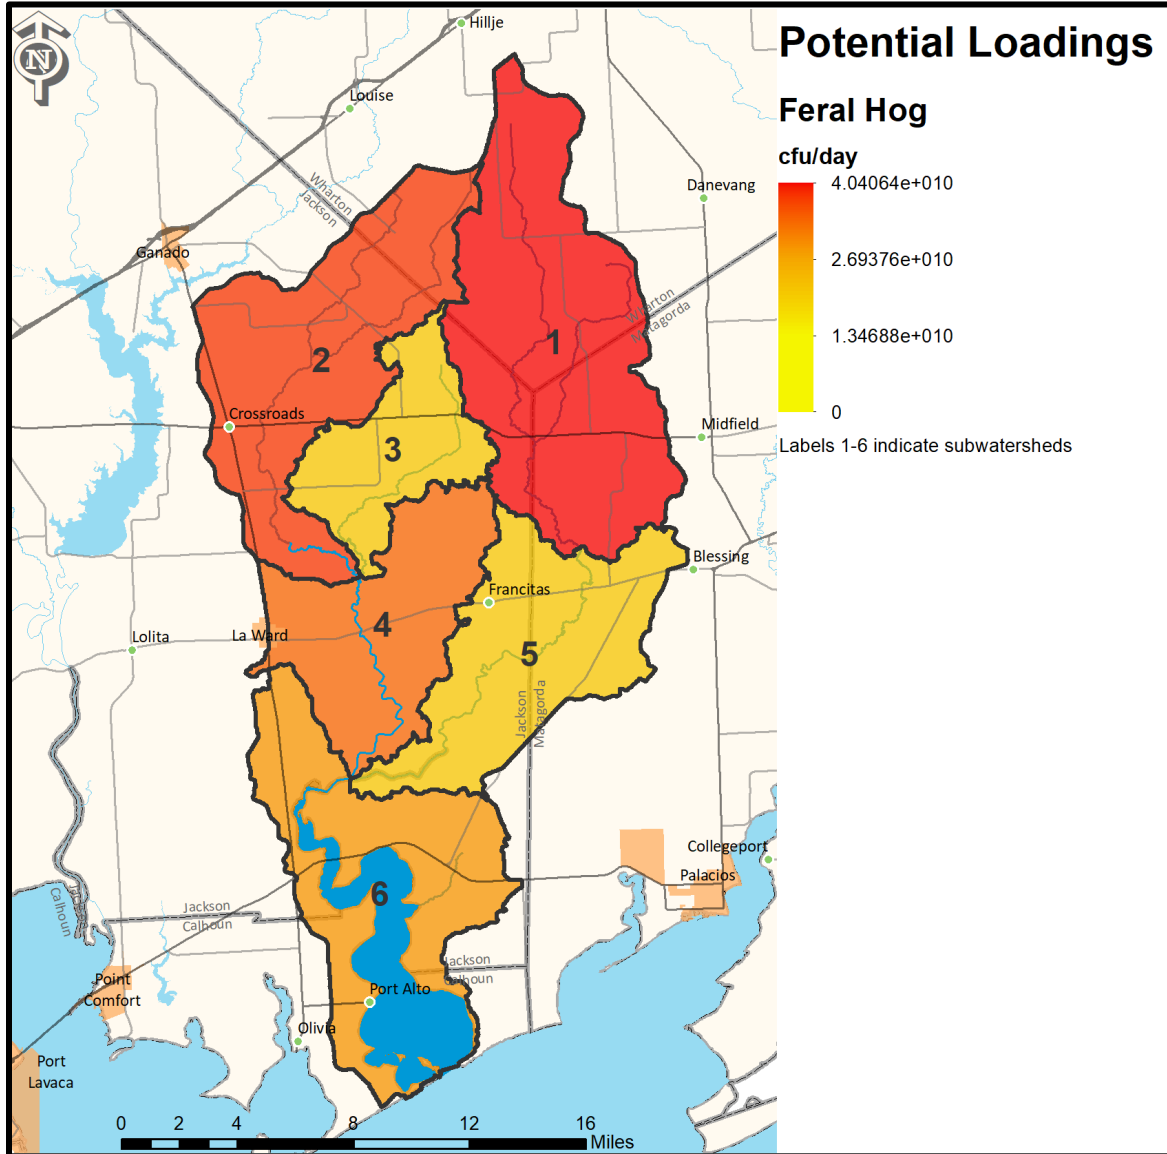 Potential Loadings
Feral Hog
cfu/day
4.04064e+010
2.69376e+010
1.34688e+010
0
Labels 1-6 indicate subwatersheds
N
Hillje
Louise
Wharton
Jackson
Danevang
Ganado
Wharton
Matagorda
1
2
Crossroads
Midfield
3
Blessing
Francitas
4
La Ward
Lolita
5
Jackson
Matagorda
Collegeport
Palacios
6
Jackson
Calhoun
Jackson
Calhoun
Jackson
Calhoun
Point
Comfort
Port Alto
Olivia
Port
Lavaca
0 2 4 8 12 16
Miles